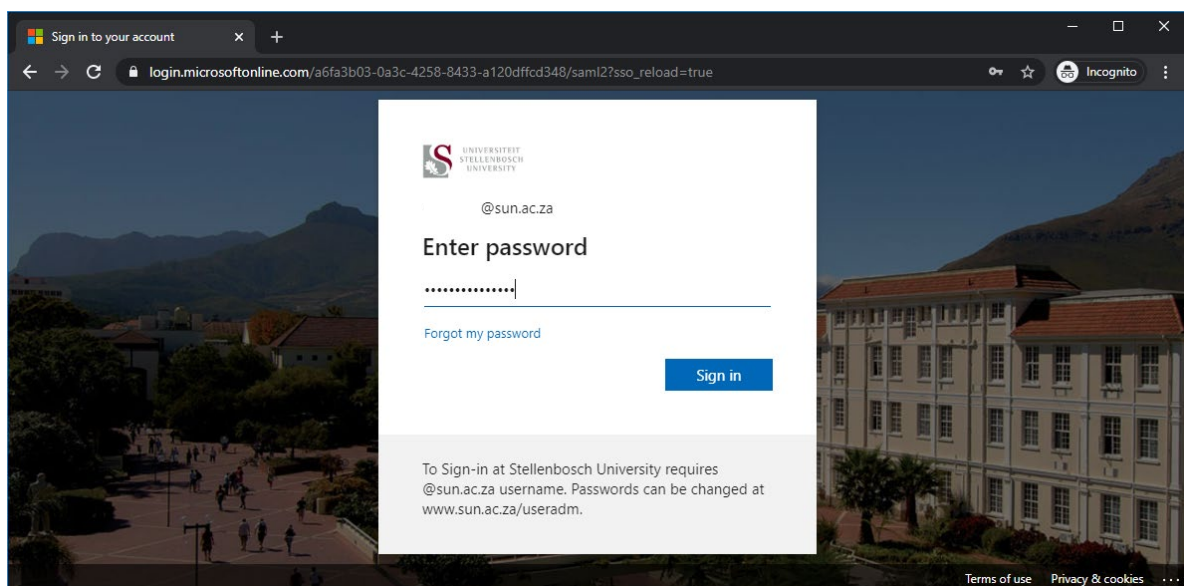 Sign in to your account
login.microsoftonline.com/a6fa3b03-0a3c-4258-8433-a120dffcd348/saml2?sso_reload=true
Incognito
UNIVERSITEIT
STELLENBOSCH
UNIVERSITY
@sun.ac.za
Enter password
Forgot my password
Sign in
To Sign-in at Stellenbosch University requires
@sun.ac.za username. Passwords can be changed at
www.sun.ac.za/useradm.
Terms of use Privacy & cookies ...